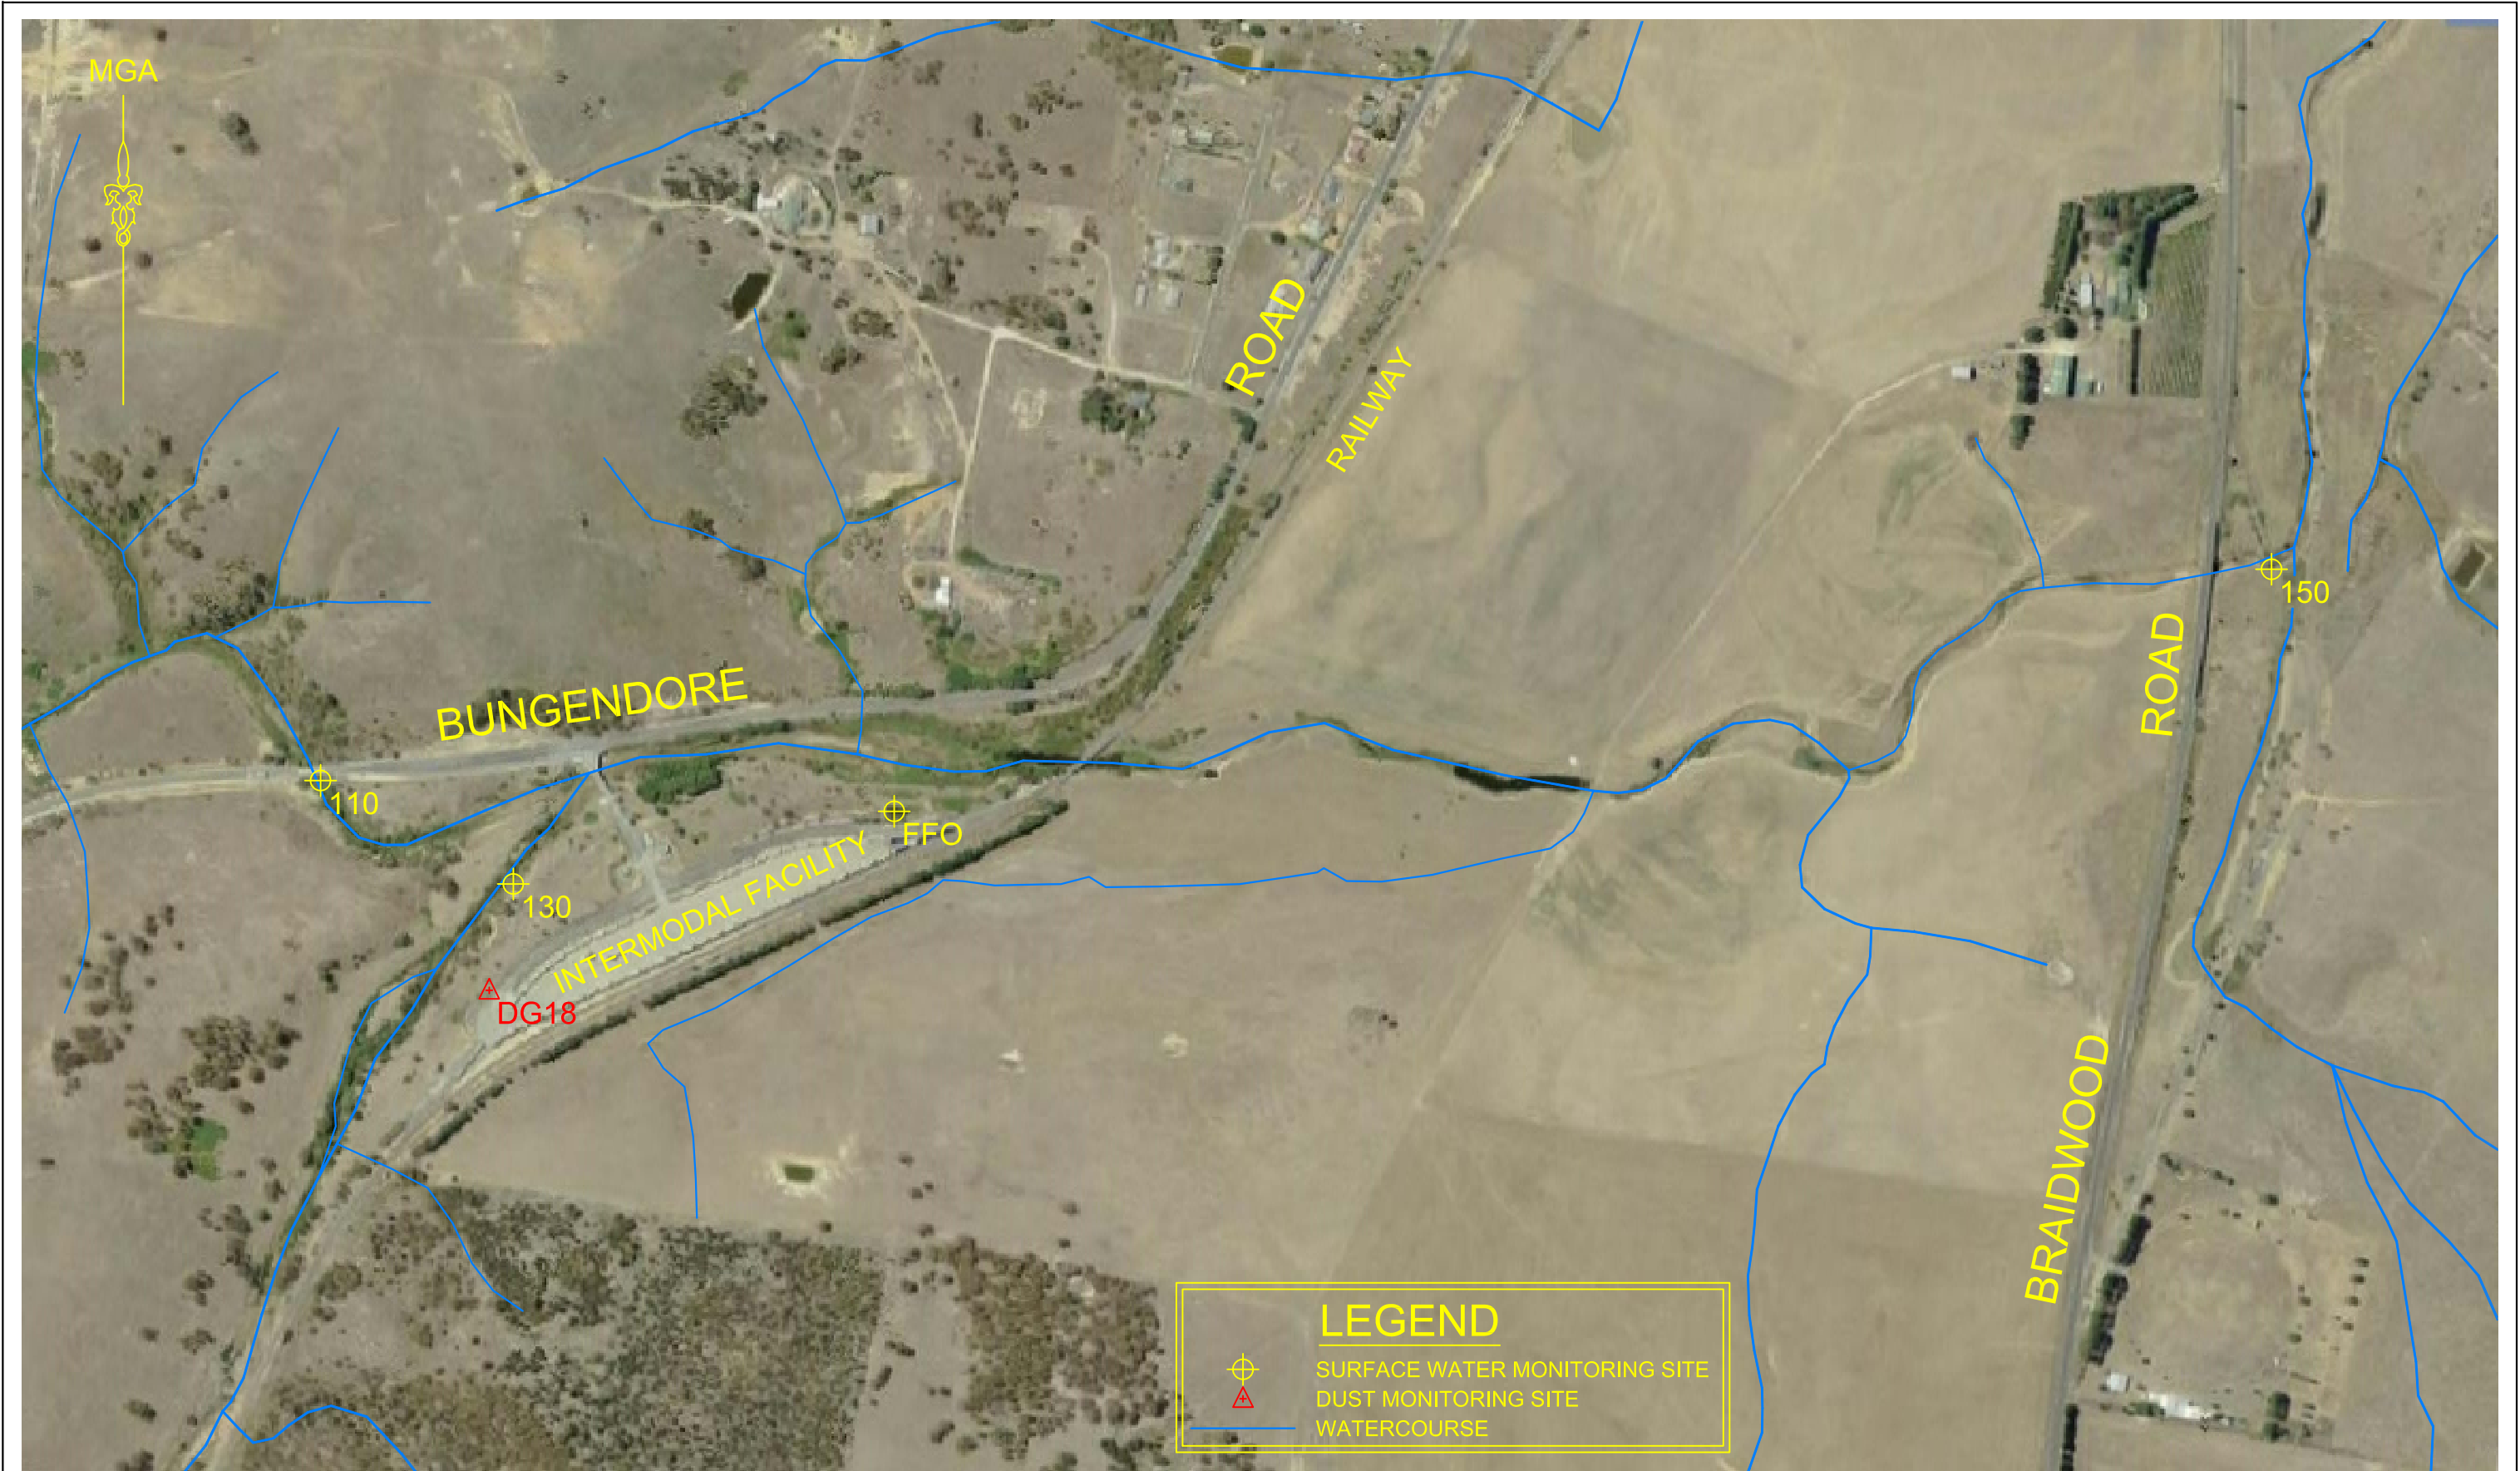 MGA
ROAD
RAILWAY
150
ROAD
BUNGENDORE
110
FFO
130
INTERMODAL FACILITY
DG18
BRAIDWOOD
LEGEND
SURFACE WATER MONITORING SITE
DUST MONITORING SITE
WATERCOURSE